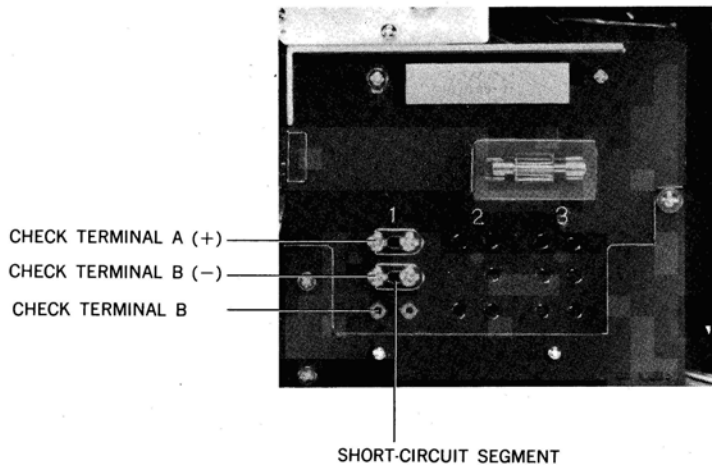 1 2 3
CHECK TERMINAL A (+)
CHECK TERMINAL B (−)
CHECK TERMINAL B
SHORT-CIRCUIT SEGMENT